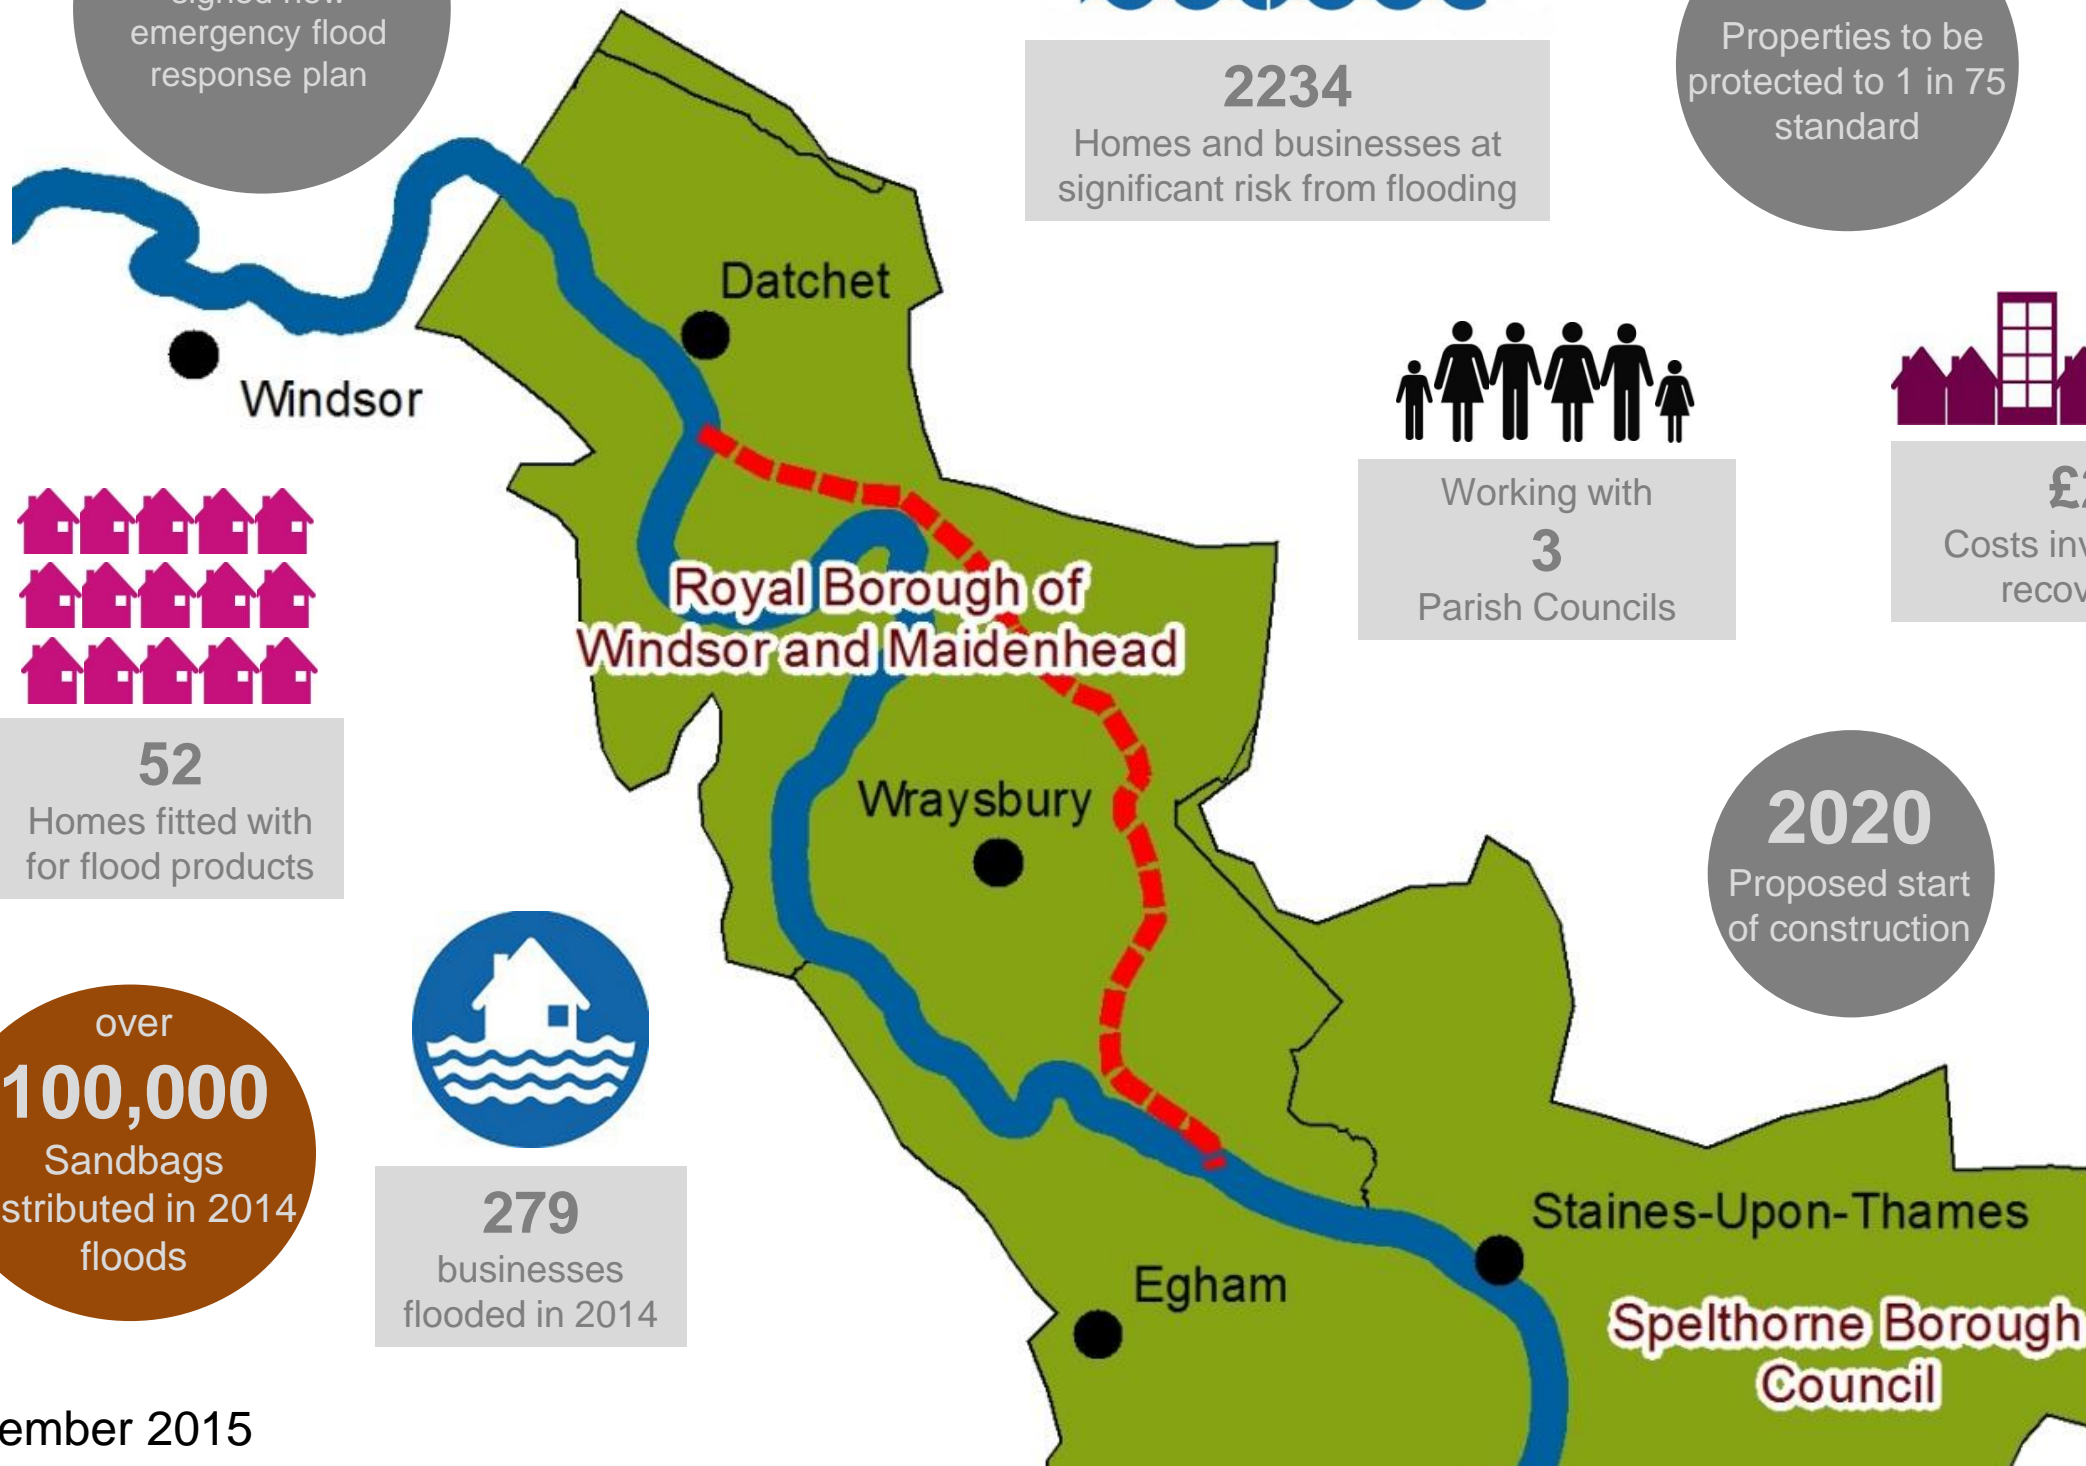 emergency flood
response plan
2234
Homes and businesses at
significant risk from flooding
Properties to be
protected to 1 in 75
standard
Datchet
Windsor
Working with
3
Parish Councils
Costs
Royal Borough of
Windsor and Maidenhead
52
Homes fitted with
for flood products
Wraysbury
2020
Proposed start
of construction
over
100,000
Sandbags
in 2014
floods
279
businesses
flooded in 2014
Staines-Upon-Thames
Egham
Spelthorne Borough
Council
2015